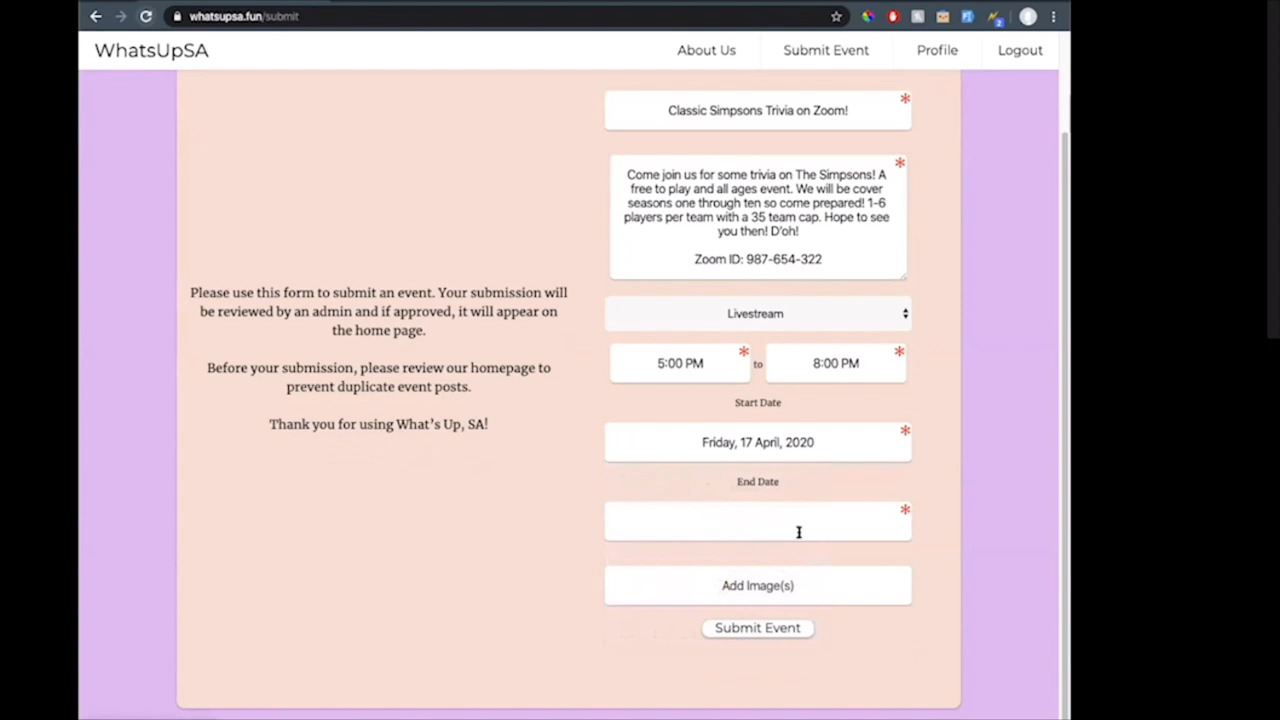 whatsupsa.fun/submit
2
WhatsUpSA
About Us
Submit Event
Profile
Logout
Please use this form to submit an event. Your submission will
be reviewed by an admin and if approved, it will appear on
the home page.
Before your submission, please review our homepage to
prevent duplicate event posts.
Thank you for using What's Up, SA!
Classic Simpsons Trivia on Zoom!
*
Come join us for some trivia on The Simpsons! A
free to play and all ages event. We will be cover
seasons one through ten so come prepared! 1-6
players per team with a 35 team cap. Hope to see
you then! D'oh!
Zoom ID: 987-654-322
*
Livestream
5:00 PM * to 8:00 PM *
Start Date
Friday, 17 April, 2020
*
End Date
*
Add Image(s)
Submit Event